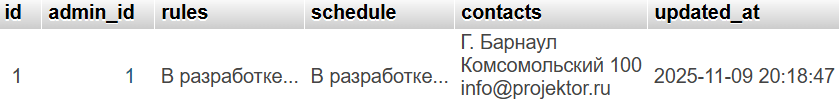 id admin_id rules schedule contacts updated_at
1 1 В разработке... В разработке... Г. Барнаул
Комсомольский 100
info@projektor.ru 2025-11-09 20:18:47